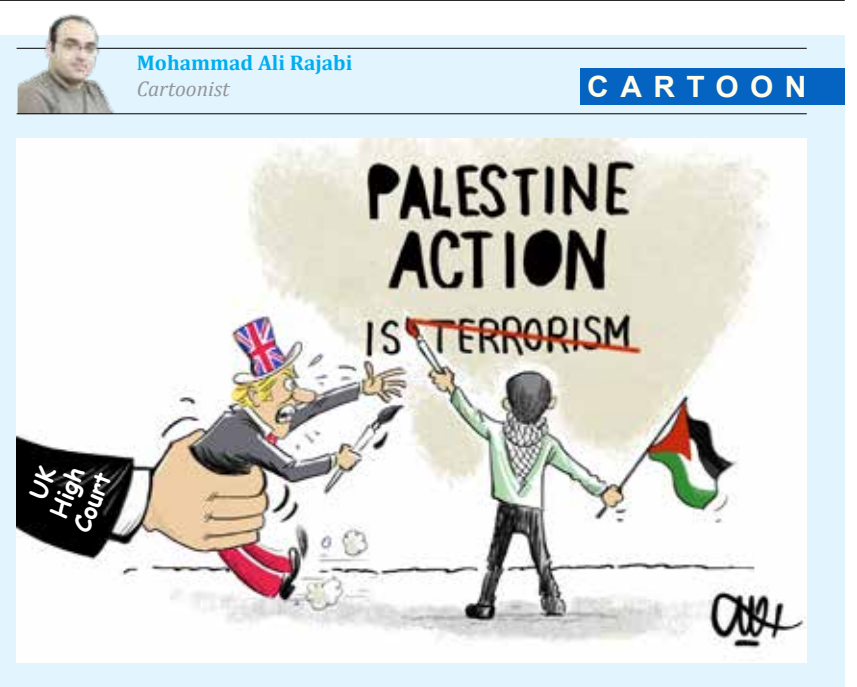 Mohammad Ali Rajabi
Cartoonist
CARTOON
PALESTINE
ACTION
IS TERRORISM
UK
High
Court